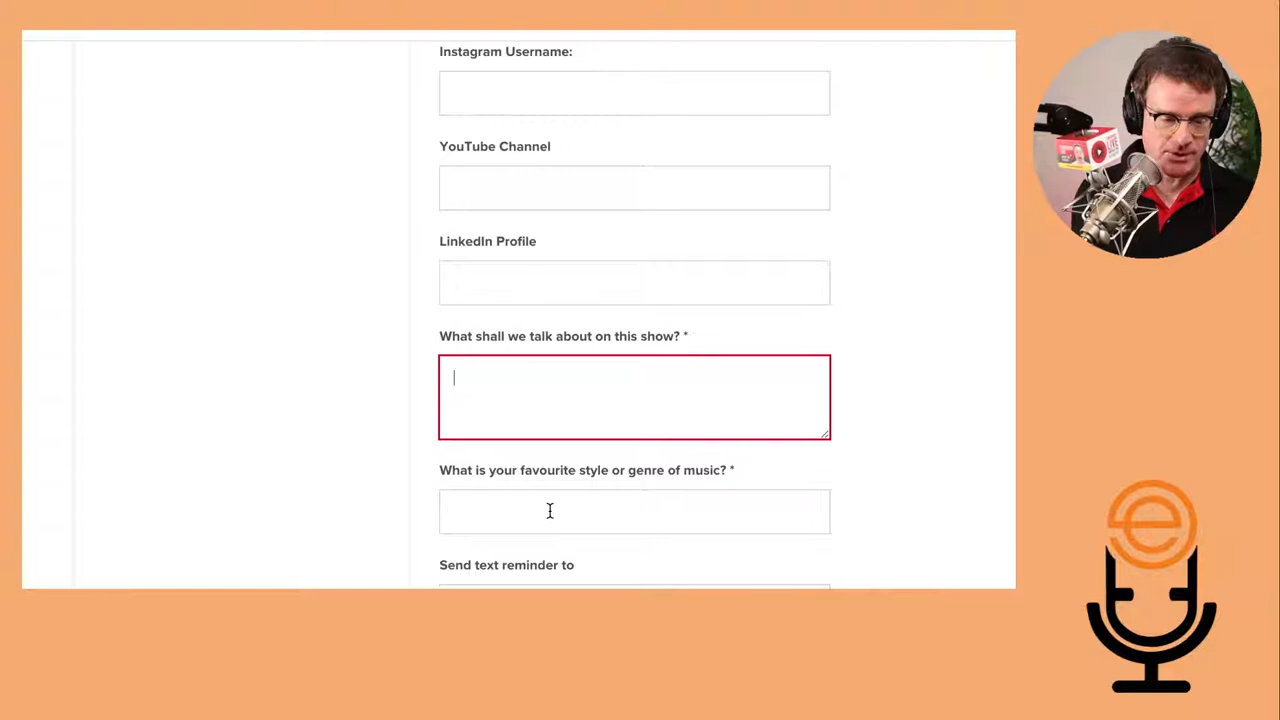 Instagram Username:
YouTube Channel
LinkedIn Profile
What shall we talk about on this show? *
What is your favourite style or genre of music? *
Send text reminder to
LIVE
e